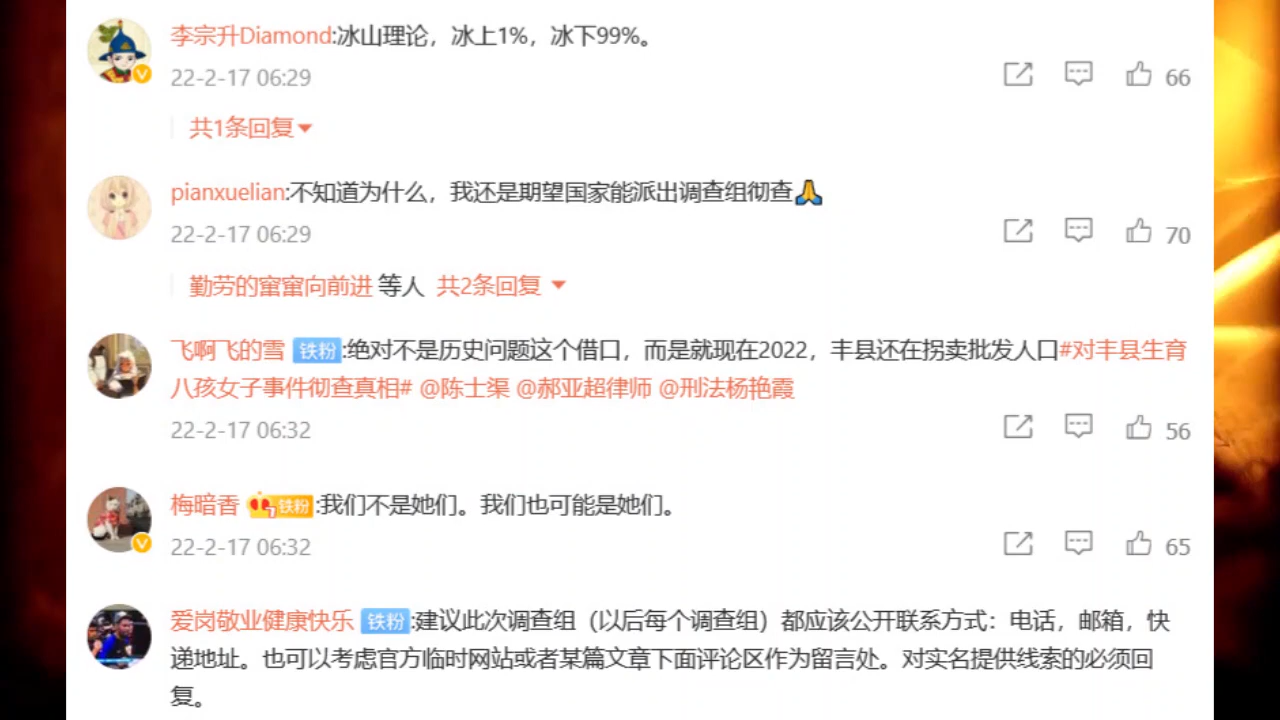 李宗升Diamond:冰山理论，冰上1%，冰下99%。
22-2-17 06:29
66
共1条回复
pianxuelian:不知道为什么，我还是期望国家能派出调查组彻查🙏
22-2-17 06:29
70
勤劳的窜窜向前进 等人 共2条回复
飞啊飞的雪 铁粉:绝对不是历史问题这个借口，而是就现在2022，丰县还在拐卖批发人口#对丰县生育
八孩女子事件彻查真相# @陈士渠 @郝亚超律师 @刑法杨艳霞
22-2-17 06:32
56
梅暗香 铁粉:我们不是她们。我们也可能是她们。
22-2-17 06:32
65
爱岗敬业健康快乐 铁粉:建议此次调查组（以后每个调查组）都应该公开联系方式：电话，邮箱，快
递地址。也可以考虑官方临时网站或者某篇文章下面评论区作为留言处。对实名提供线索的必须回
复。